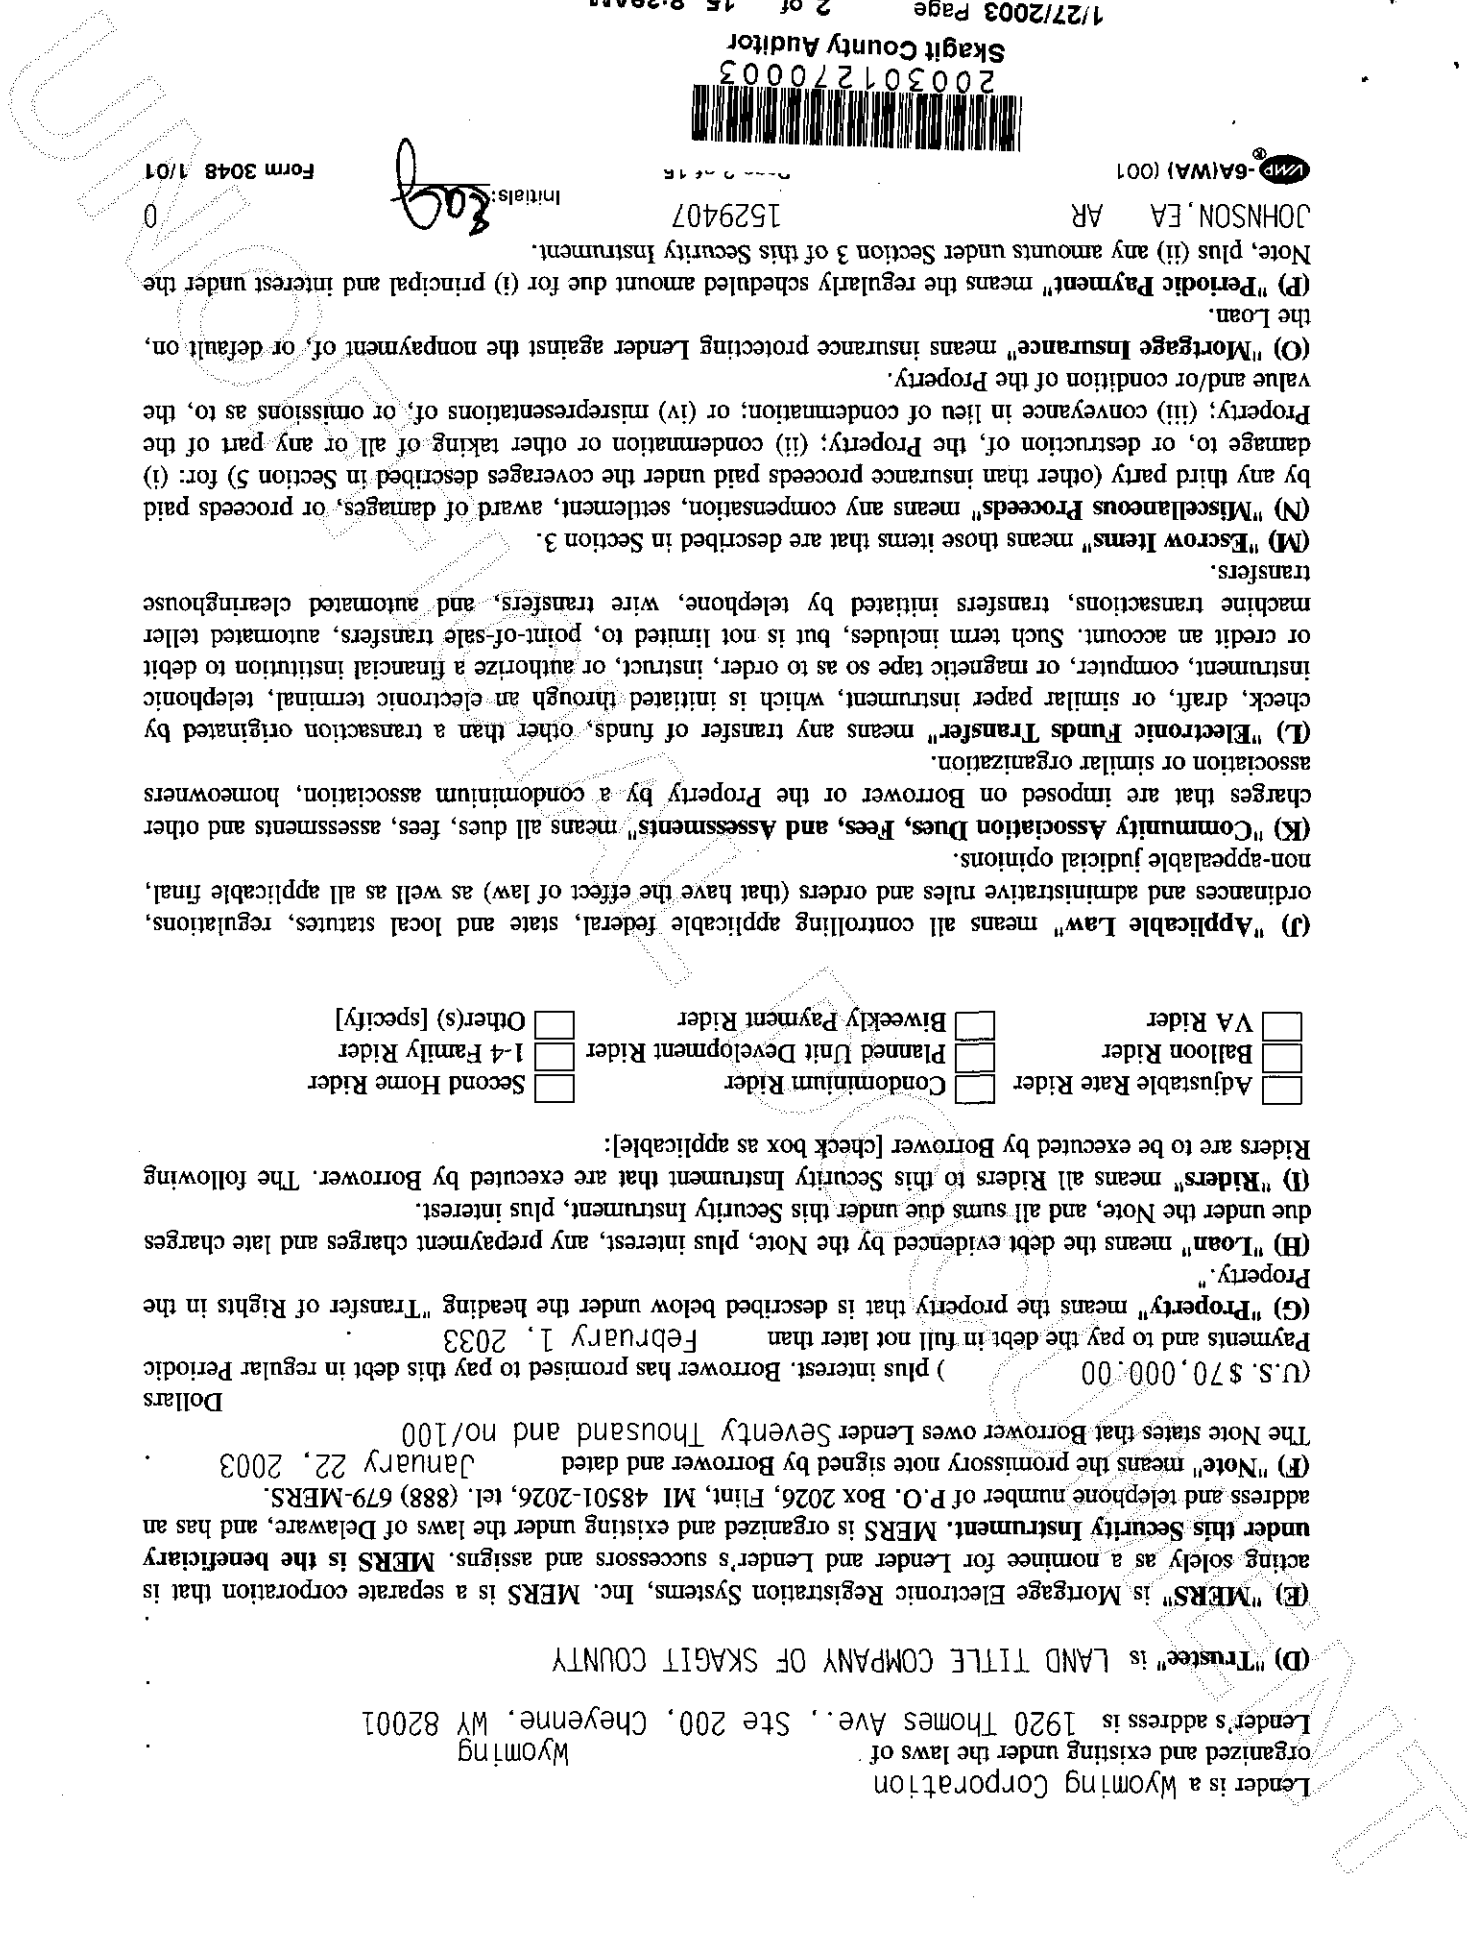 Lender is a Wyoming Corporation
organized and existing under the laws of Wyoming .
Lender's address is 1920 Thomas Ave., Ste 200, Cheyenne, WY 82001 .
(D) "Trustee" is LAND TITLE COMPANY OF SKAGIT COUNTY .
(E) "MERS" is Mortgage Electronic Registration Systems, Inc. MERS is a separate corporation that is
acting solely as a nominee for Lender and Lender's successors and assigns. MERS is the beneficiary
under this Security Instrument. MERS is organized and existing under the laws of Delaware, and has an
address and telephone number of P.O. Box 2026, Flint, MI 48501-2026, tel. (888) 679-MERS.
(F) "Note" means the promissory note signed by Borrower and dated January 22, 2003 .
The Note states that Borrower owes Lender Seventy Thousand and no/100
Dollars
(U.S. $70,000.00 ) plus interest. Borrower has promised to pay this debt in regular Periodic
Payments and to pay the debt in full not later than February 1, 2033 .
(G) "Property" means the property that is described below under the heading "Transfer of Rights in the
Property."
(H) "Loan" means the debt evidenced by the Note, plus interest, any prepayment charges and late charges
due under the Note, and all sums due under this Security Instrument, plus interest.
(I) "Riders" means all Riders to this Security Instrument that are executed by Borrower. The following
Riders are to be executed by Borrower [check box as applicable]:
Adjustable Rate Rider Condominium Rider Second Home Rider
Balloon Rider Planned Unit Development Rider 1-4 Family Rider
VA Rider Biweekly Payment Rider Other(s) [specify]
(J) "Applicable Law" means all controlling applicable federal, state and local statutes, regulations,
ordinances and administrative rules and orders (that have the effect of law) as well as all applicable final,
non-appealable judicial opinions.
(K) "Community Association Dues, Fees, and Assessments" means all dues, fees, assessments and other
charges that are imposed on Borrower or the Property by a condominium association, homeowners
association or similar organization.
(L) "Electronic Funds Transfer" means any transfer of funds, other than a transaction originated by
check, draft, or similar paper instrument, which is initiated through an electronic terminal, telephonic
instrument, computer, or magnetic tape so as to order, instruct, or authorize a financial institution to debit
or credit an account. Such term includes, but is not limited to, point-of-sale transfers, automated teller
machine transactions, transfers initiated by telephone, wire transfers, and automated clearinghouse
transfers.
(M) "Escrow Items" means those items that are described in Section 3.
(N) "Miscellaneous Proceeds" means any compensation, settlement, award of damages, or proceeds paid
by any third party (other than insurance proceeds paid under the coverages described in Section 5) for: (i)
damage to, or destruction of, the Property; (ii) condemnation or other taking of all or any part of the
Property; (iii) conveyance in lieu of condemnation; or (iv) misrepresentations of, or omissions as to, the
value and/or condition of the Property.
(O) "Mortgage Insurance" means insurance protecting Lender against the nonpayment of, or default on,
the Loan.
(P) "Periodic Payment" means the regularly scheduled amount due for (i) principal and interest under the
Note, plus (ii) any amounts under Section 3 of this Security Instrument.
JOHNSON,EA AR 1529407 0
Initials: Eaj
VMP®-6A(WA) (001 Page 2 of 15 Form 3048 1/01
200301270003
Skagit County Auditor
1/27/2003 Page 2 of 15 8:29AM
UNOFFICIAL DOCUMENT